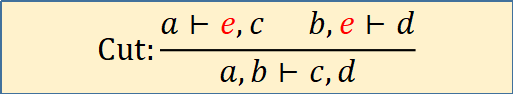 Cut: a ⊢ e, c b, e ⊢ d
a, b ⊢ c, d